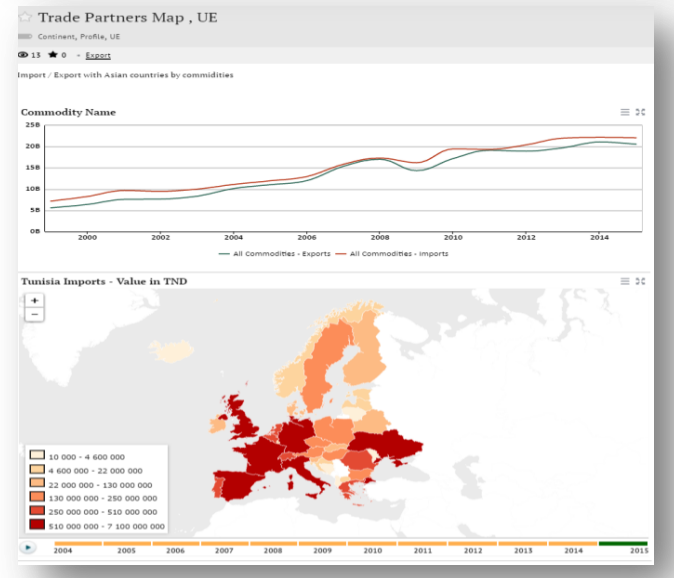 Trade Partners Map , UE
Continent, Profile, UE
13 0 - Export
Import / Export with Asian countries by commidities
Commodity Name
25B
20B
15B
10B
5B
0B
2000 2002 2004 2006 2008 2010 2012 2014
All Commodities - Exports All Commodities - Imports
Tunisia Imports - Value in TND
+
−
10 000 - 4 600 000
4 600 000 - 22 000 000
22 000 000 - 130 000 000
130 000 000 - 250 000 000
250 000 000 - 510 000 000
510 000 000 - 7 100 000 000
2004 2005 2006 2007 2008 2009 2010 2011 2012 2013 2014 2015